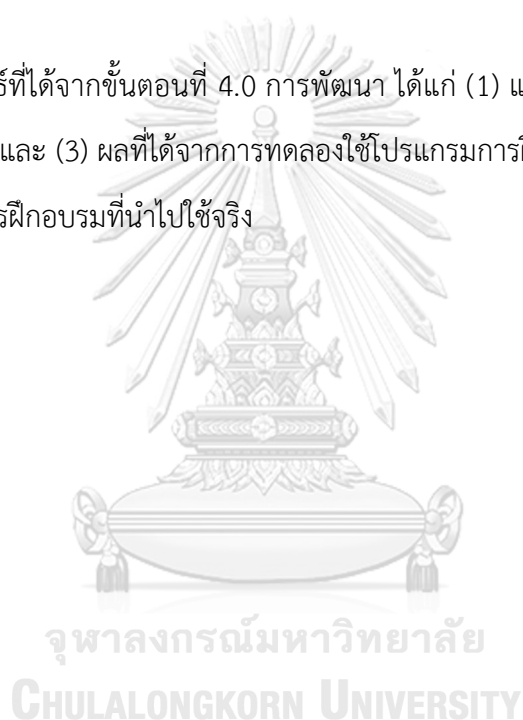 ที่ได้จากขั้นตอนที่ 4.0 การพัฒนา ได้แก่ (1)
และ (3) ผลที่ได้จากการทดลองใช้โปรแกรมการ
ฝึกอบรมที่นำไปใช้จริง
จุฬาลงกรณ์มหาวิทยาลัย
CHULALONGKORN UNIVERSITY